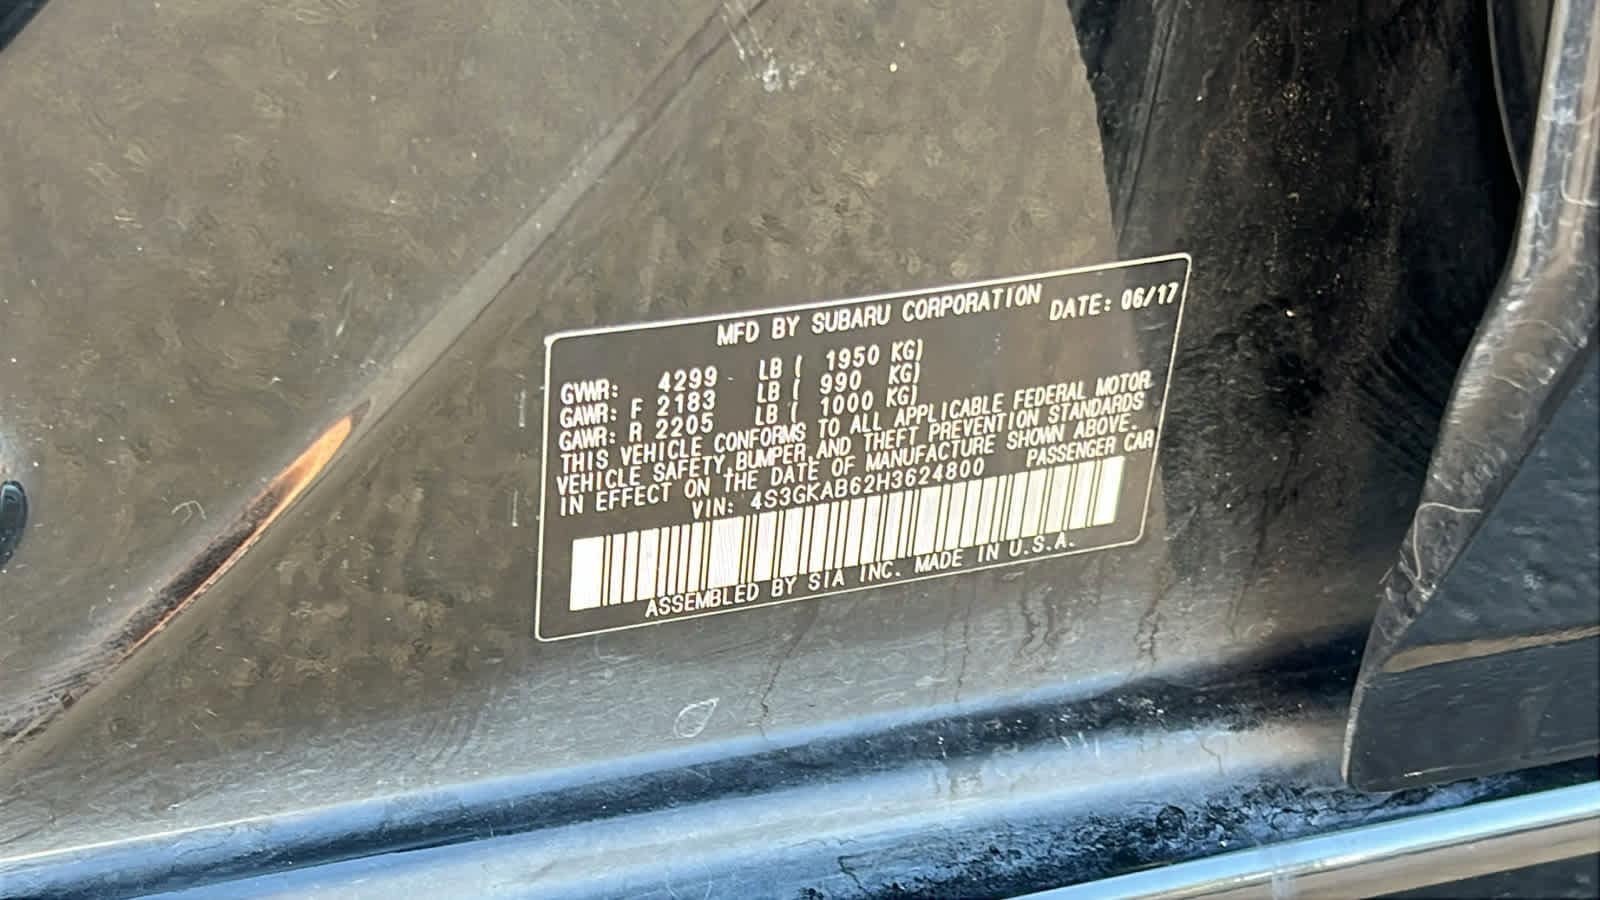 MFD BY SUBARU CORPORATION DATE: 06/17
GVWR: 4299 LB ( 1950 KG)
GAWR: F 2183 LB ( 990 KG)
GAWR: R 2205 LB ( 1000 KG)
THIS VEHICLE CONFORMS TO ALL APPLICABLE FEDERAL MOTOR
VEHICLE SAFETY, BUMPER, AND THEFT PREVENTION STANDARDS
IN EFFECT ON THE DATE OF MANUFACTURE SHOWN ABOVE.
VIN: 4S3GKAB62H3624800 PASSENGER CAR
ASSEMBLED BY SIA INC. MADE IN U.S.A.